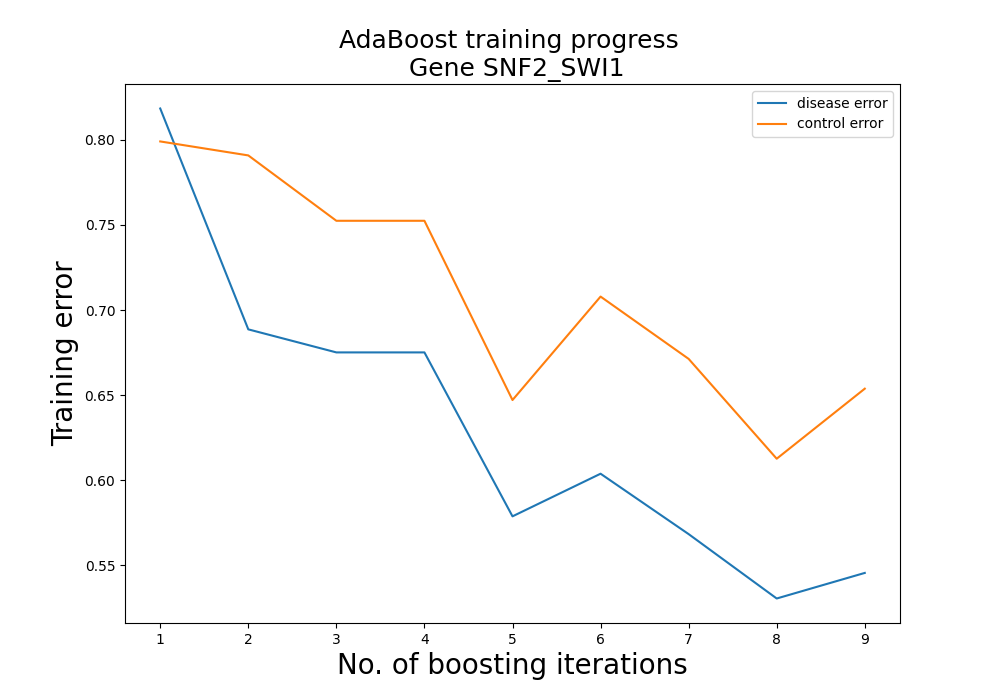 AdaBoost training progress
Gene SNF2_SWI1
disease error
control error
Training error
0.80
0.75
0.70
0.65
0.60
0.55
1 2 3 4 5 6 7 8 9
No. of boosting iterations